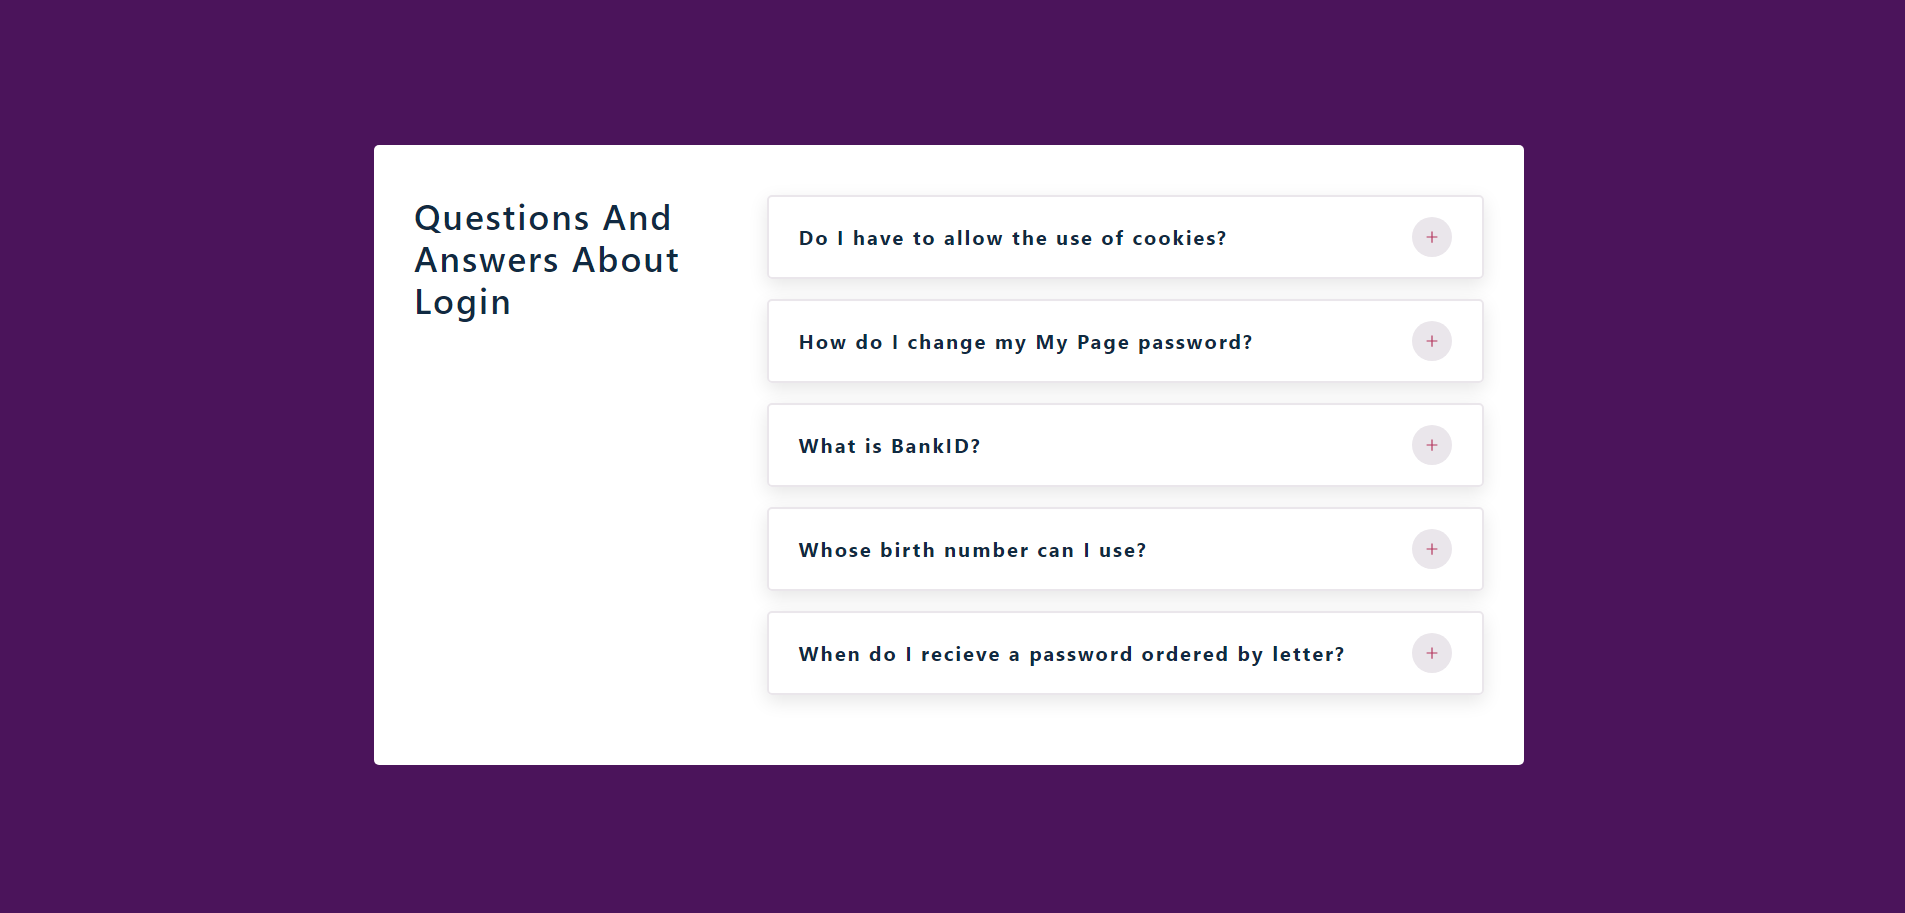 Questions And
Answers About
Login
Do I have to allow the use of cookies?
How do I change my My Page password?
What is BankID?
Whose birth number can I use?
When do I recieve a password ordered by letter?